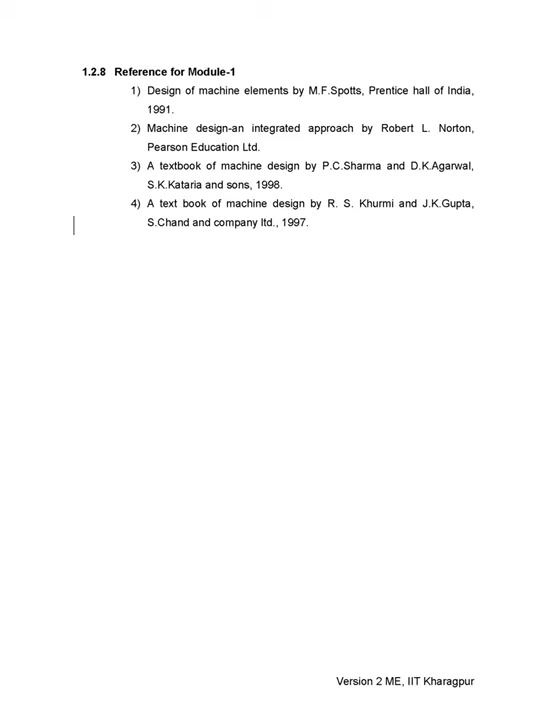 1.2.8 Reference for Module-1
1) Design of machine elements by M.F.Spotts, Prentice hall of India,
1991.
2) Machine design-an integrated approach by Robert L. Norton,
Pearson Education Ltd.
3) A textbook of machine design by P.C.Sharma and D.K.Agarwal,
S.K.Kataria and sons, 1998.
4) A text book of machine design by R. S. Khurmi and J.K.Gupta,
S.Chand and company ltd., 1997.
Version 2 ME, IIT Kharagpur